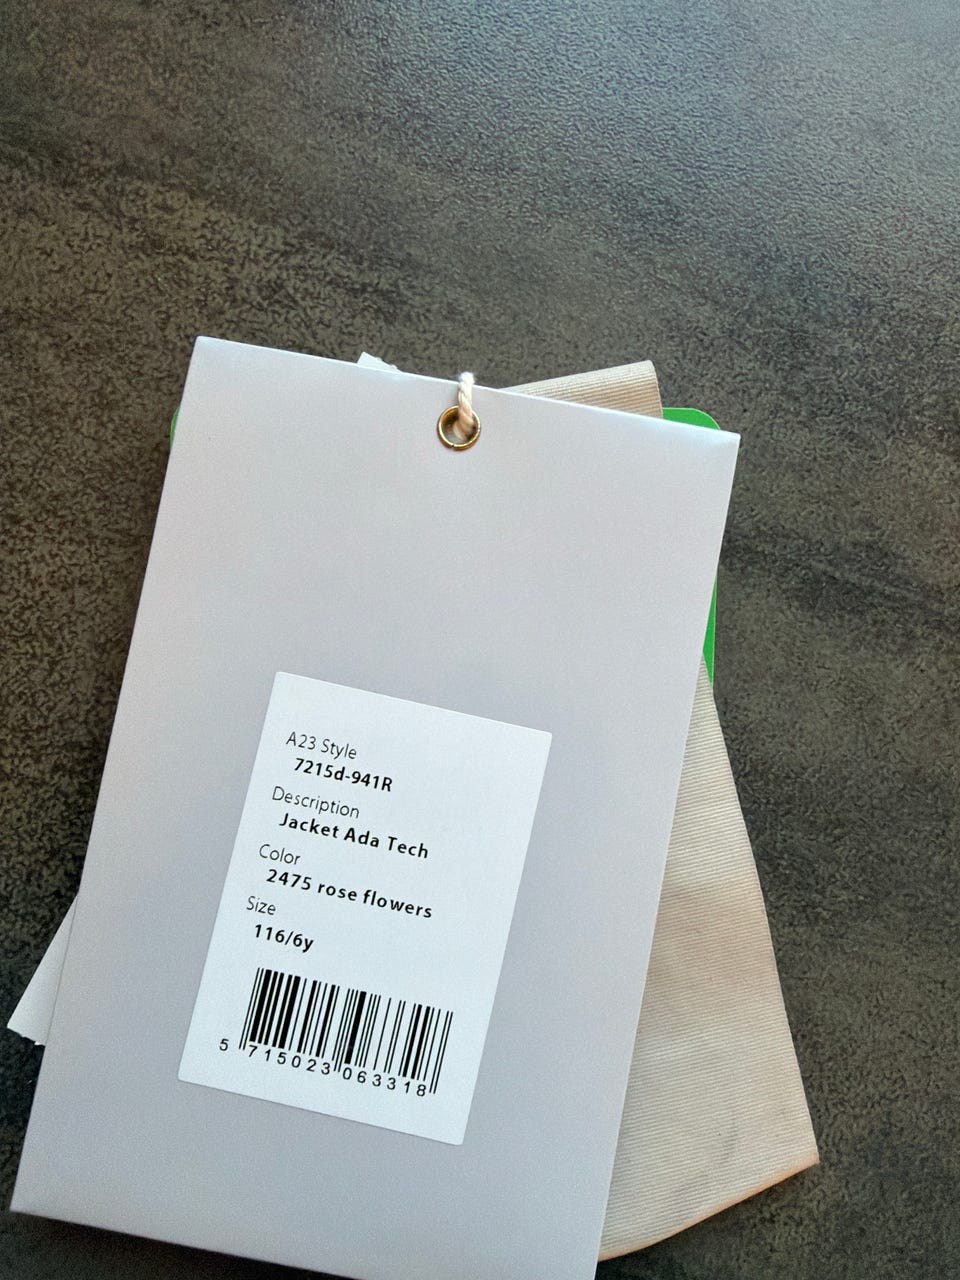 A23 Style
7215d-941R
Description
Jacket Ada Tech
Color
2475 rose flowers
Size
116/6y
5 715023 063318